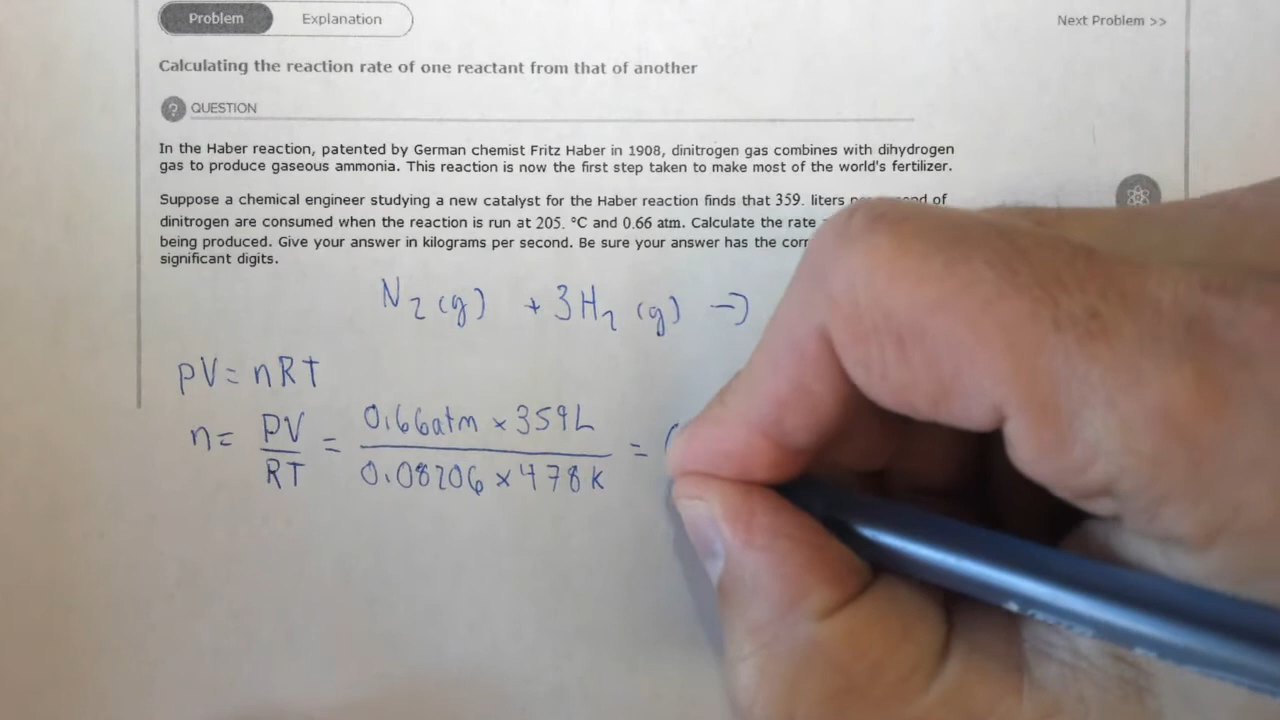 Problem Explanation Next Problem >>
Calculating the reaction rate of one reactant from that of another
? QUESTION
In the Haber reaction, patented by German chemist Fritz Haber in 1908, dinitrogen gas combines with dihydrogen
gas to produce gaseous ammonia. This reaction is now the first step taken to make most of the world's fertilizer.
Suppose a chemical engineer studying a new catalyst for the Haber reaction finds that 359. liters of
dinitrogen are consumed when the reaction is run at 205. °C and 0.66 atm. Calculate the rate
being produced. Give your answer in kilograms per second. Be sure your answer has the
significant digits.
N₂(g) + 3H₂(g) →
PV = nRT
n = PV/RT = 0.66atm × 359L / 0.08206 × 478K =